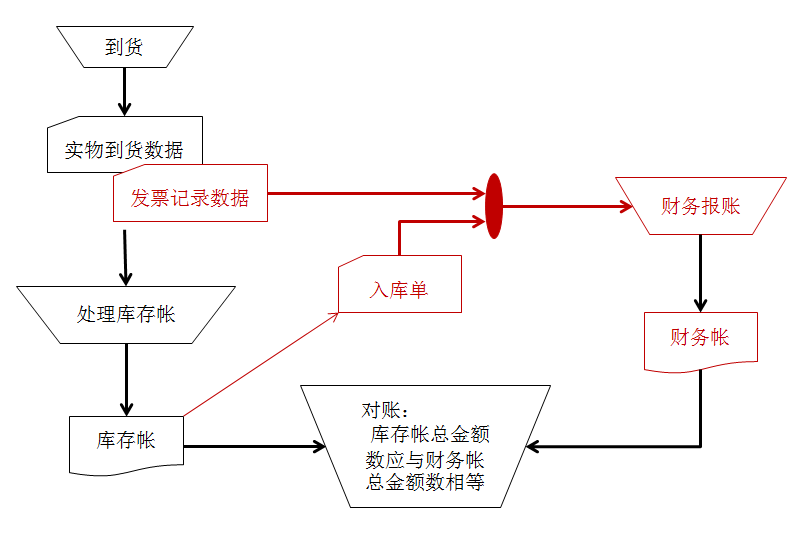 到货
实物到货数据
发票记录数据
财务报账
处理库存帐
入库单
财务帐
库存帐
对账：
库存帐总金额
数应与财务帐
总金额数相等